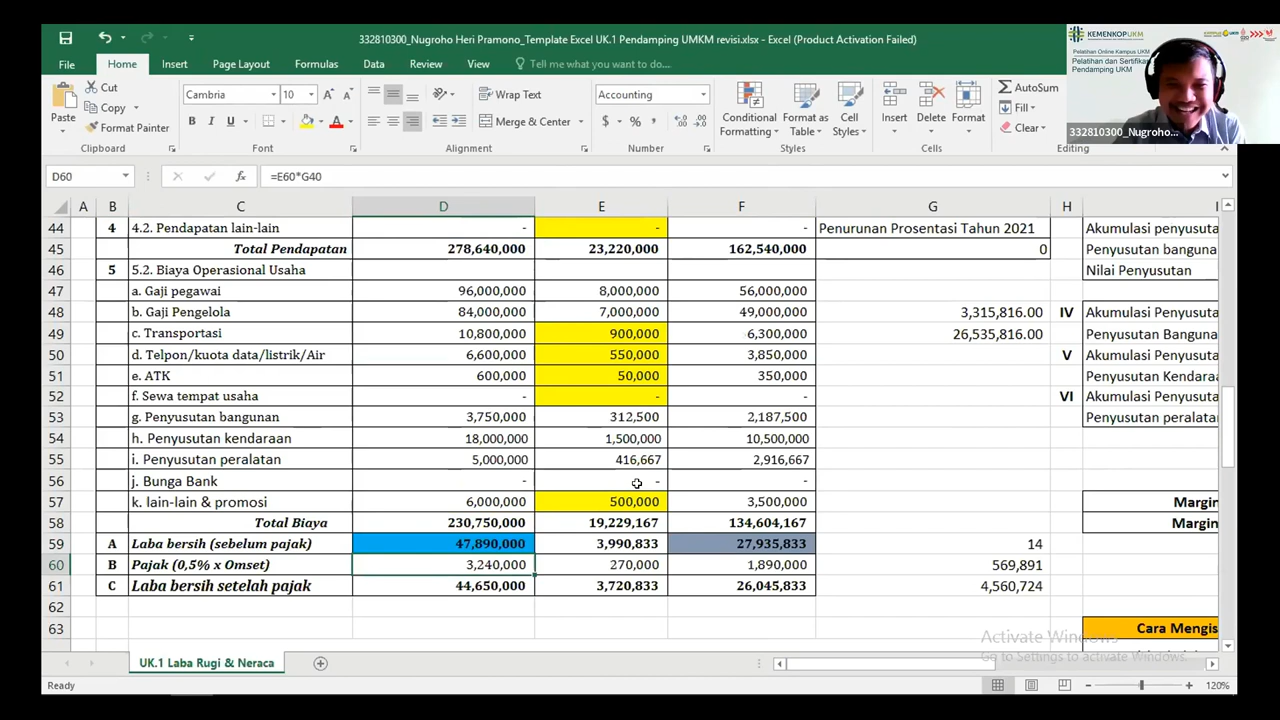 332810300_Nugroho Heri Pramono_Template Excel UK.1 Pendamping UMKM revisi.xlsx - Excel (Product Activation Failed)
KEMENKOPUKM
Pelatihan Online Kampus UKM
Pelatihan dan Sertifikasi
Pendamping UKM
332810300_Nugroho...
File Home Insert Page Layout Formulas Data Review View Tell me what you want to do...
Cut
Copy
Format Painter
Paste
Clipboard
Cambria 10
B I U
Font
Wrap Text
Merge & Center
Alignment
Accounting
$ % ,
Number
Conditional Formatting
Format as Table
Cell Styles
Styles
Insert Delete Format
Cells
AutoSum
Fill
Clear
Editing
D60 fx =E60*G40
A B C D E F G H I
44 4 4.2. Pendapatan lain-lain - - - Penurunan Prosentasi Tahun 2021 Akumulasi penyusuta
45 Total Pendapatan 278,640,000 23,220,000 162,540,000 0 Penyusutan banguna
46 5 5.2. Biaya Operasional Usaha Nilai Penyusutan
47 a. Gaji pegawai 96,000,000 8,000,000 56,000,000
48 b. Gaji Pengelola 84,000,000 7,000,000 49,000,000 3,315,816.00 IV Akumulasi Penyusuta
49 c. Transportasi 10,800,000 900,000 6,300,000 26,535,816.00 Penyusutan Bangun
50 d. Telpon/kuota data/listrik/Air 6,600,000 550,000 3,850,000 V Akumulasi Penyusuta
51 e. ATK 600,000 50,000 350,000 Penyusutan Kendaraa
52 f. Sewa tempat usaha - - - VI Akumulasi Penyusuta
53 g. Penyusutan bangunan 3,750,000 312,500 2,187,500 Penyusutan peralatan
54 h. Penyusutan kendaraan 18,000,000 1,500,000 10,500,000
55 i. Penyusutan peralatan 5,000,000 416,667 2,916,667
56 j. Bunga Bank - - -
57 k. lain-lain & promosi 6,000,000 500,000 3,500,000 Margin
58 Total Biaya 230,750,000 19,229,167 134,604,167 Margin
59 A Laba bersih (sebelum pajak) 47,890,000 3,990,833 27,935,833 14
60 B Pajak (0,5% x Omset) 3,240,000 270,000 1,890,000 569,891
61 C Laba bersih setelah pajak 44,650,000 3,720,833 26,045,833 4,560,724
62
63 Cara Mengis
Activate Windows
Go to Settings to activate Windows.
UK.1 Laba Rugi & Neraca
Ready 120%